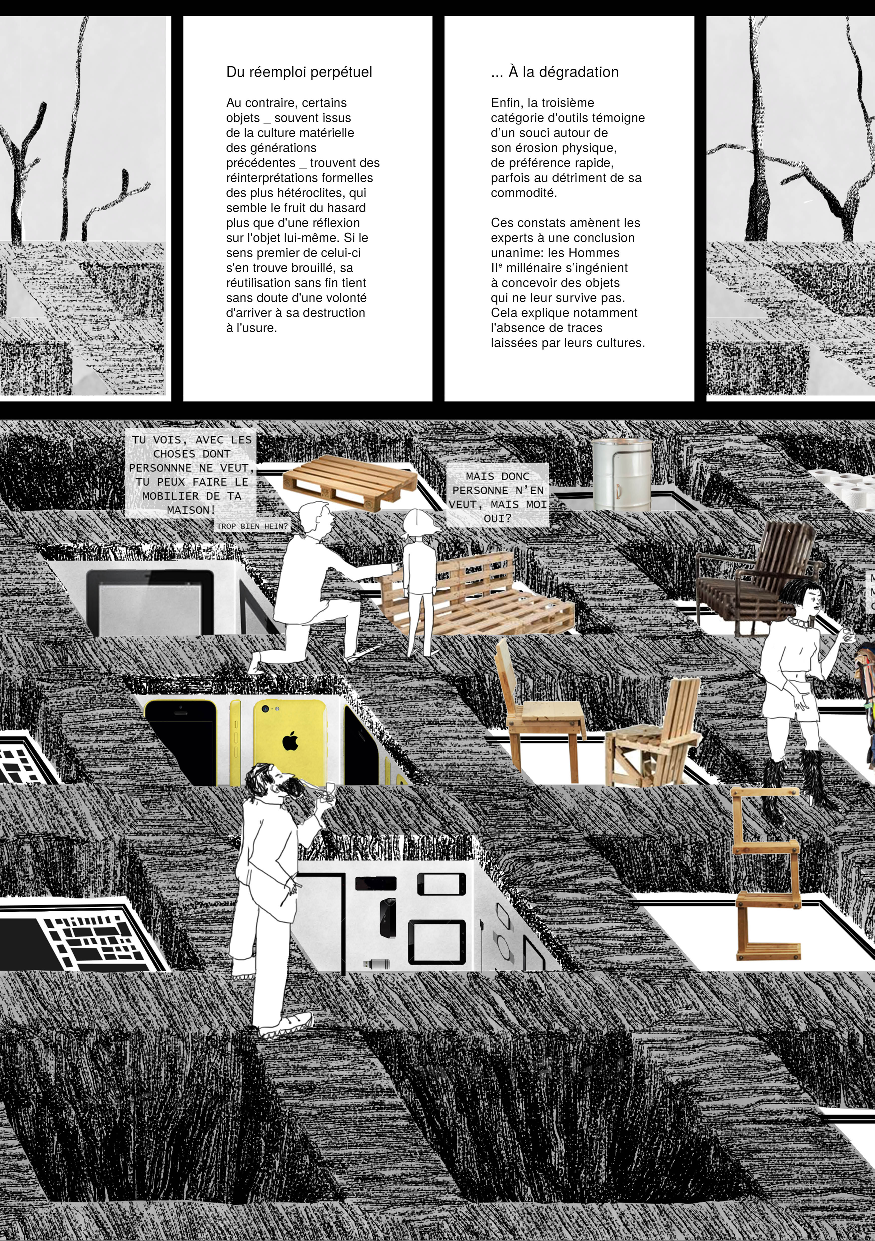 Du réemploi perpétuel
Au contraire, certains
objets _ souvent issus
de la culture matérielle
des générations
précédentes _ trouvent des
réinterprétations formelles
des plus hétéroclites, qui
semble le fruit du hasard
plus que d'une réflexion
sur l'objet lui-même. Si le
sens premier de celui-ci
s'en trouve brouillé, sa
réutilisation sans fin tient
sans doute d'une volonté
d'arriver à sa destruction
à l'usure.
... À la dégradation
Enfin, la troisième
catégorie d'outils témoigne
d'un souci autour de
son érosion physique,
de préférence rapide,
parfois au détriment de sa
commodité.
Ces constats amènent les
experts à une conclusion
unanime: les Hommes
IIᵉ millénaire s'ingénient
à concevoir des objets
qui ne leur survive pas.
Cela explique notamment
l'absence de traces
laissées par leurs cultures.
TU VOIS, AVEC LES
CHOSES DONT
PERSONNNE NE VEUT,
TU PEUX FAIRE LE
MOBILIER DE TA
MAISON!
TROP BIEN HEIN?
MAIS DONC
PERSONNE N'EN
VEUT, MAIS MOI
OUI?